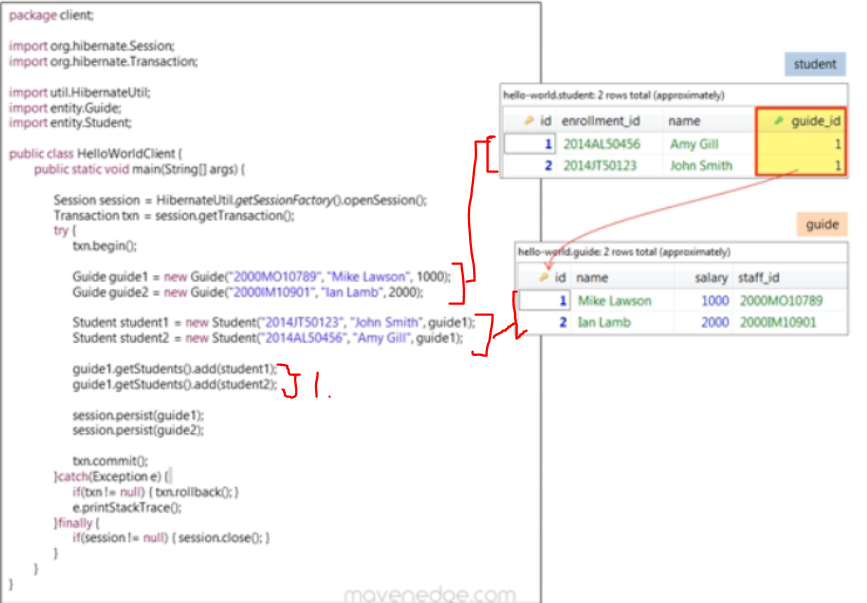 package client;
import org.hibernate.Session;
import org.hibernate.Transaction;
import util.HibernateUtil;
import entity.Guide;
import entity.Student;
public class HelloWorldClient {
public static void main(String[] args) {
Session session = HibernateUtil.getSessionFactory().openSession();
Transaction txn = session.getTransaction();
try {
txn.begin();
Guide guide1 = new Guide("2000MO10789", "Mike Lawson", 1000);
Guide guide2 = new Guide("2000IM10901", "Ian Lamb", 2000);
Student student1 = new Student("2014JT50123", "John Smith", guide1);
Student student2 = new Student("2014AL50456", "Amy Gill", guide1);
guide1.getStudents().add(student1);
guide1.getStudents().add(student2);
session.persist(guide1);
session.persist(guide2);
txn.commit();
}catch(Exception e) {
if(txn != null) { txn.rollback(); }
e.printStackTrace();
}finally {
if(session != null) { session.close(); }
}
}
}
mavenedge.com
student
hello-world.student: 2 rows total (approximately)
id enrollment_id name guide_id
1 2014AL50456 Amy Gill 1
2 2014JT50123 John Smith 1
guide
hello-world.guide: 2 rows total (approximately)
id name salary staff_id
1 Mike Lawson 1000 2000MO10789
2 Ian Lamb 2000 2000IM10901